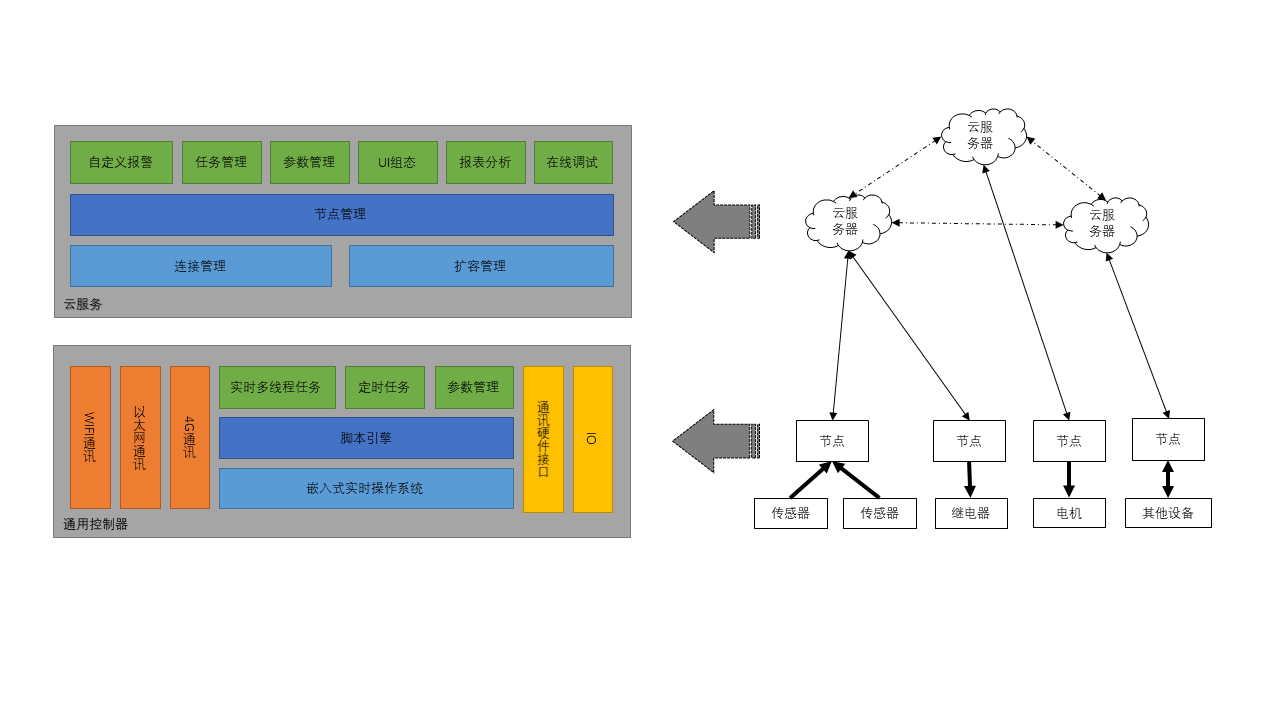 自定义报警
任务管理
参数管理
UI组态
报表分析
在线调试
节点管理
连接管理
扩容管理
云服务
WIFI通讯
以太网通讯
4G通讯
实时多线程任务
定时任务
参数管理
脚本引擎
嵌入式实时操作系统
通讯硬件接口
IO
通用控制器
云服
务器
云服
务器
云服
务器
节点
节点
节点
节点
传感器
传感器
继电器
电机
其他设备